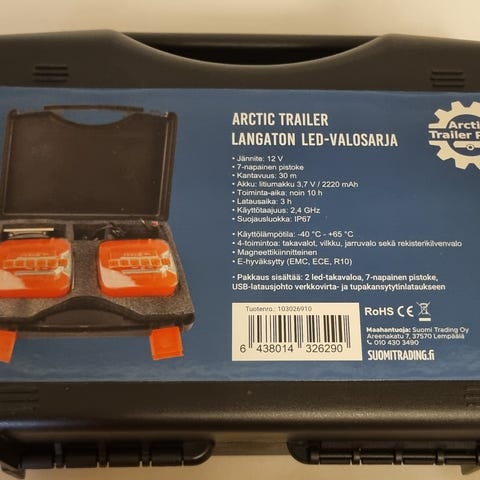 ARCTIC TRAILER
LANGATON LED-VALOSARJA
Arctic
Trailer
• Jännite: 12 V
• 7-napainen pistoke
• Kantavuus: 30 m
• Akku: litiumakku 3,7 V / 2220 mAh
• Toiminta-aika: noin 10 h
• Latausaika: 3 h
• Käyttötaajuus: 2,4 GHz
• Suojausluokka: IP67
• Käyttölämpötila: -40 °C - +65 °C
• 4-toimintoa: takavalot, vilkku, jarruvalo sekä rekisterikilvenvalo
• Magneettikiinnitteinen
• E-hyväksytty (EMC, ECE, R10)
• Pakkaus sisältää: 2 led-takavaloa, 7-napainen pistoke,
USB-latausjohto verkkovirta- ja tupakansytytinlataukseen
Tuotenro.: 103026910
6 438014 326290
RoHS CE
Maahantuoja: Suomi Trading Oy
Areenakatu 7, 37570 Lempäälä
010 430 3490
SUOMITRADING.fi